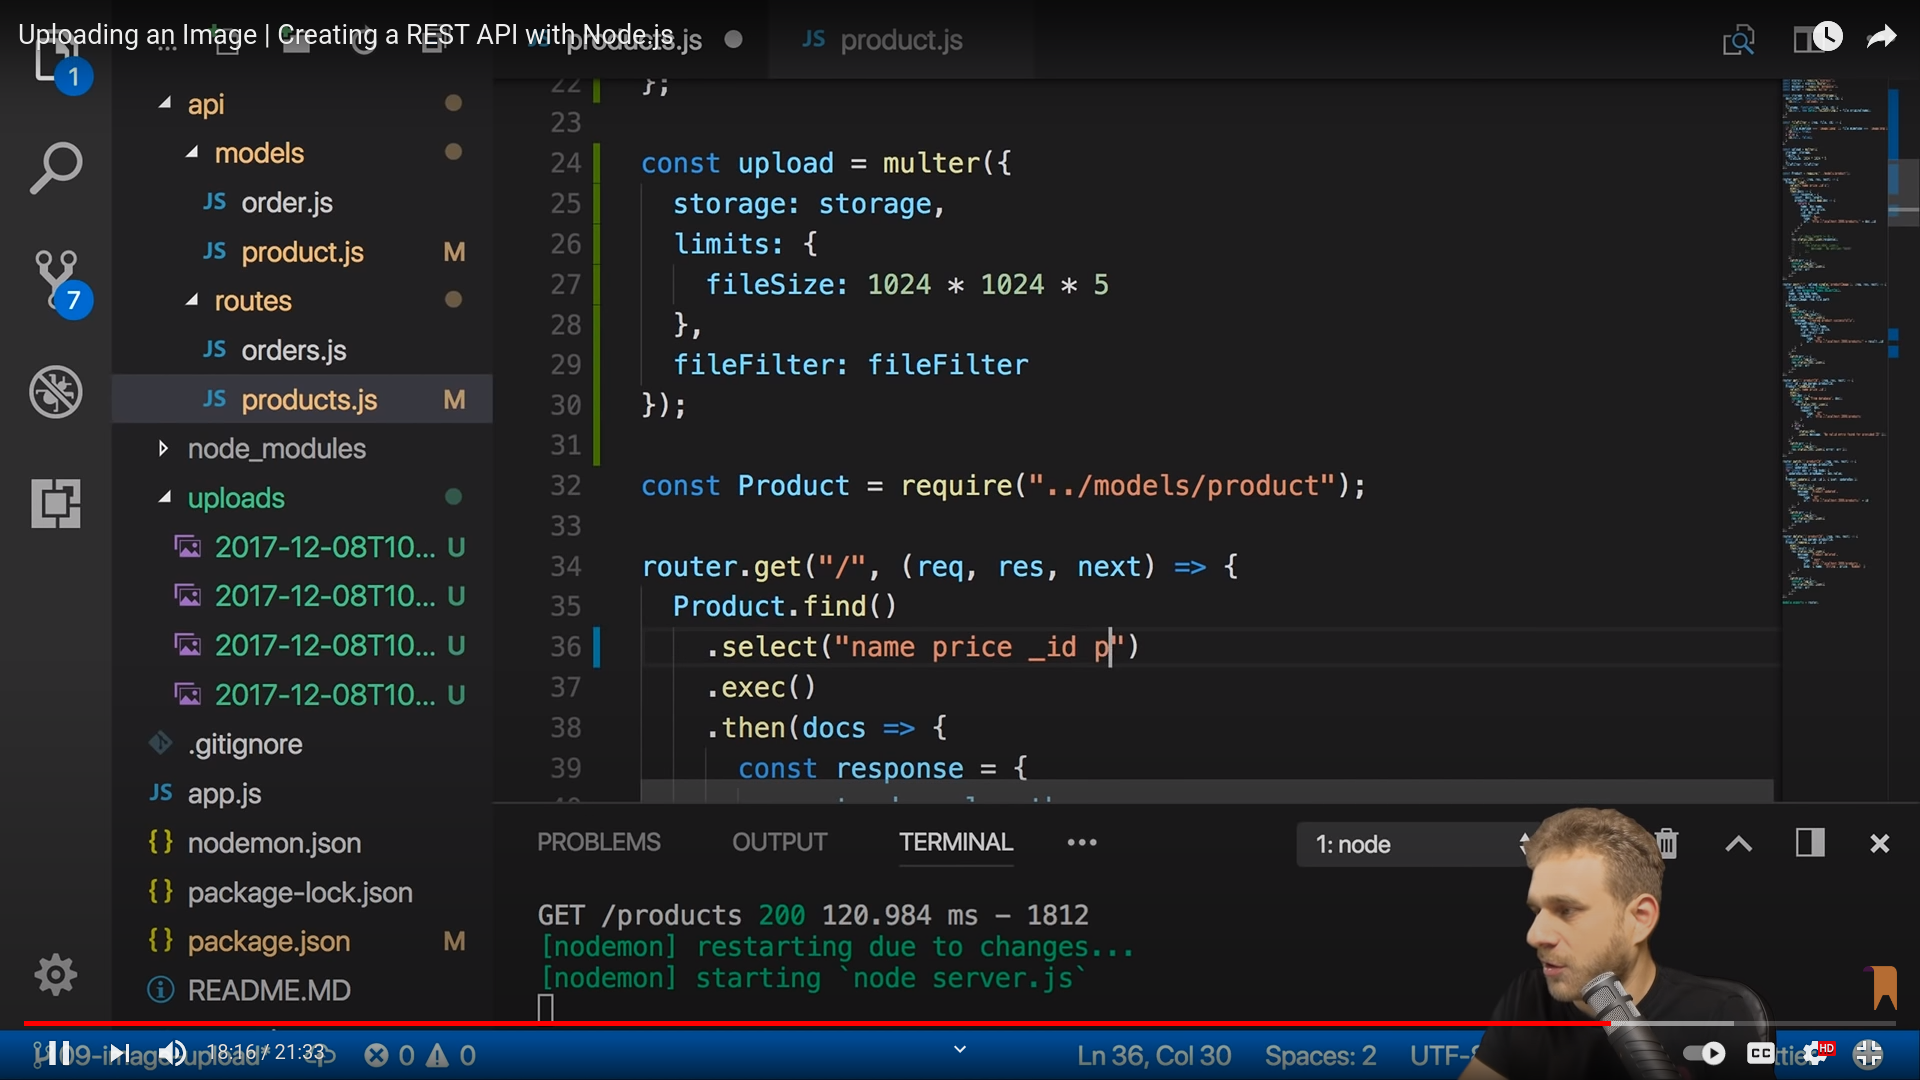 Uploading an Image | Creating a REST API with Node.js
JS products.js
JS product.js
1
api
models
JS order.js
JS product.js M
routes
JS orders.js
JS products.js M
node_modules
uploads
2017-12-08T10... U
2017-12-08T10... U
2017-12-08T10... U
2017-12-08T10... U
.gitignore
JS app.js
{} nodemon.json
{} package-lock.json
{} package.json M
README.MD
7
22 };
23
24 const upload = multer({
25 storage: storage,
26 limits: {
27 fileSize: 1024 * 1024 * 5
28 },
29 fileFilter: fileFilter
30 });
31
32 const Product = require("../models/product");
33
34 router.get("/", (req, res, next) => {
35 Product.find()
36 .select("name price _id p")
37 .exec()
38 .then(docs => {
39 const response = {
PROBLEMS OUTPUT TERMINAL ...
1: node
GET /products 200 120.984 ms - 1812
[nodemon] restarting due to changes...
[nodemon] starting `node server.js`
09-image-upload*
18:16 / 21:33
0 0
Ln 36, Col 30 Spaces: 2
CC HD